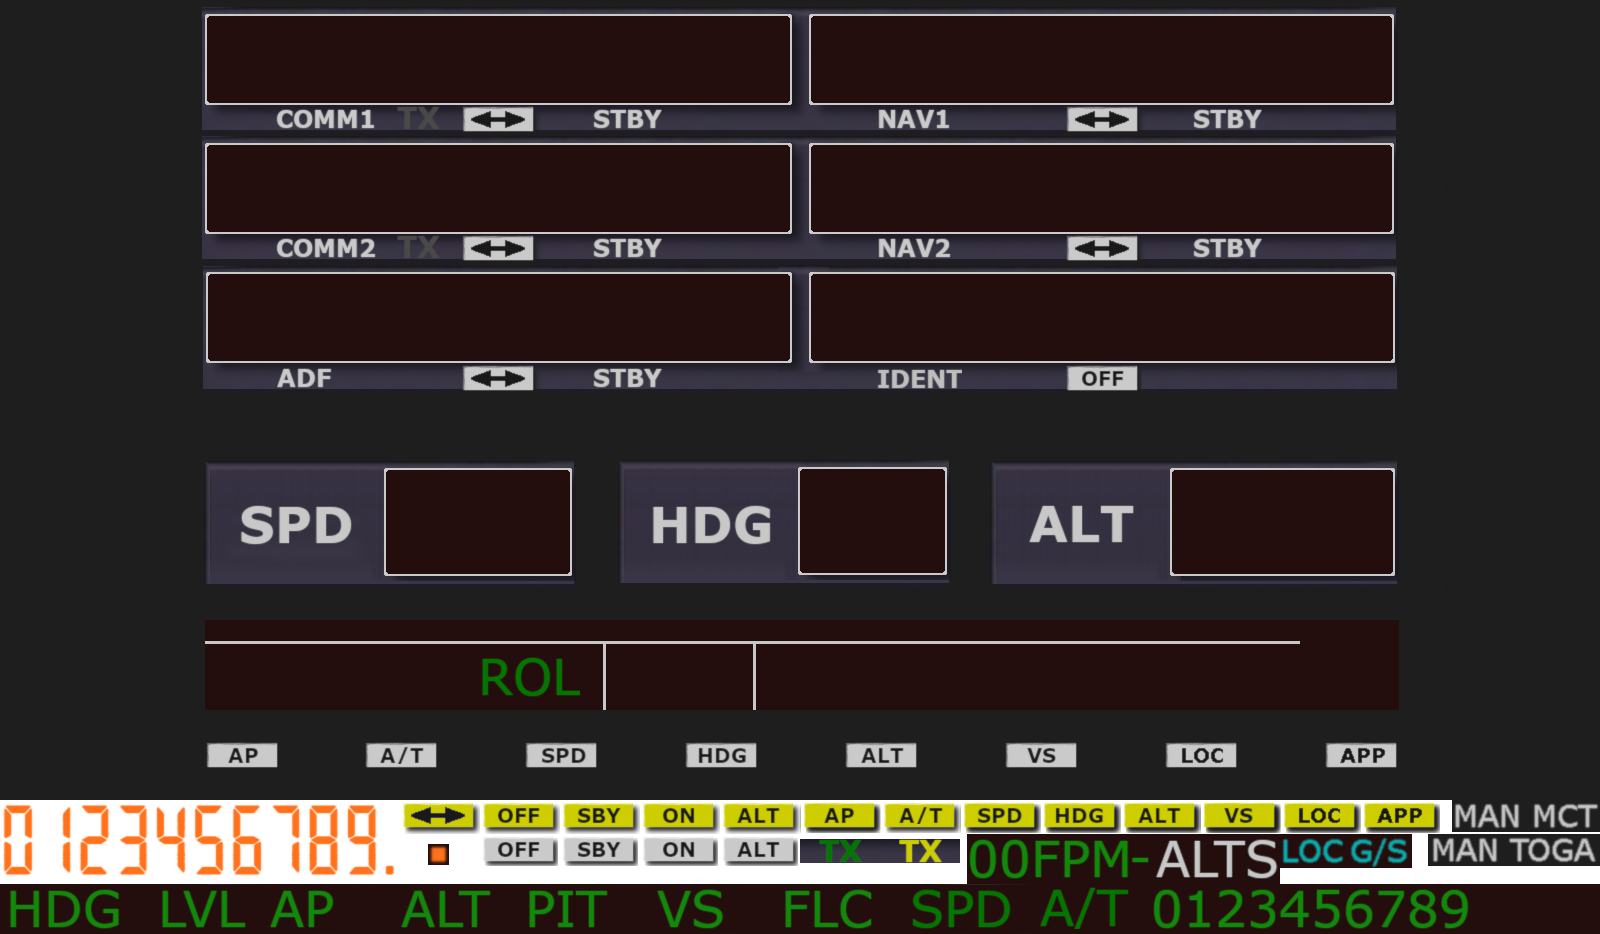 COMM1 TX STBY NAV1 STBY
COMM2 TX STBY NAV2 STBY
ADF STBY IDENT OFF
SPD HDG ALT
ROL
AP A/T SPD HDG ALT VS LOC APP
0123456789. OFF SBY ON ALT AP A/T SPD HDG ALT VS LOC APP MAN MCT
OFF SBY ON ALT TX TX 00FPM-ALTS LOC G/S MAN TOGA
HDG LVL AP ALT PIT VS FLC SPD A/T 0123456789